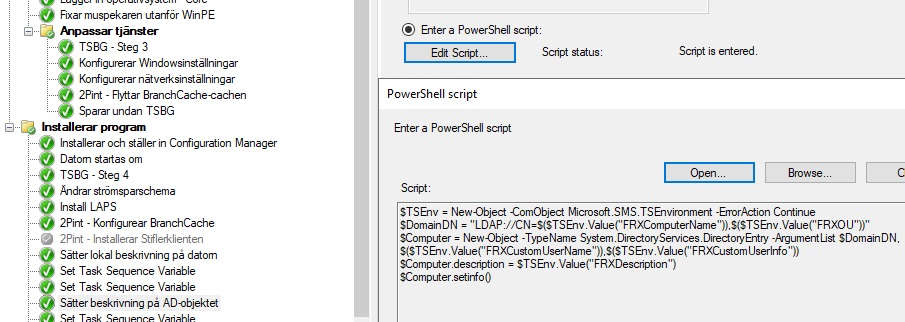 Logger in operativsystem - Core
Fixar muspekaren utanför WinPE
Anpassar tjänster
TSBG - Steg 3
Konfigurerar Windowsinställningar
Konfigurerar nätverksinställningar
2Pint - Flyttar BranchCache-cachen
Sparar undan TSBG
Installerar program
Installerar och ställer in Configuration Manager
Datorn startas om
TSBG - Steg 4
Ändrar strömsparschema
Install LAPS
2Pint - Konfigurear BranchCache
2Pint - Installerar Stiflerklienten
Sätter lokal beskrivning på datorn
Set Task Sequence Variable
Set Task Sequence Variable
Sätter beskrivning på AD-objektet
Set Task Sequence Variable
Enter a PowerShell script:
Edit Script...
Script status:
Script is entered.
PowerShell script
Enter a PowerShell script
Open...
Browse...
Script:
$TSEnv = New-Object -ComObject Microsoft.SMS.TSEnvironment -ErrorAction Continue
$DomainDN = "LDAP://CN=$($TSEnv.Value("FRXComputerName")),$($TSEnv.Value("FRXOU"))"
$Computer = New-Object -TypeName System.DirectoryServices.DirectoryEntry -ArgumentList $DomainDN,
$($TSEnv.Value("FRXCustomUserName")),$($TSEnv.Value("FRXCustomUserInfo"))
$Computer.description = $TSEnv.Value("FRXDescription")
$Computer.setinfo()